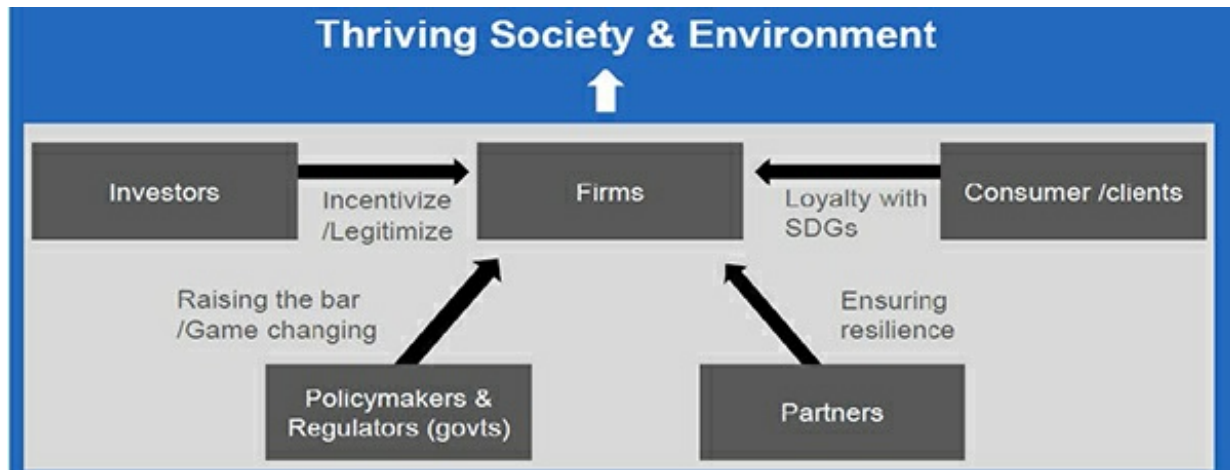 Thriving Society & Environment
Investors
Incentivize
/Legitimize
Firms
Loyalty with
SDGs
Consumer /clients
Raising the bar
/Game changing
Ensuring
resilience
Policymakers &
Regulators (govts)
Partners